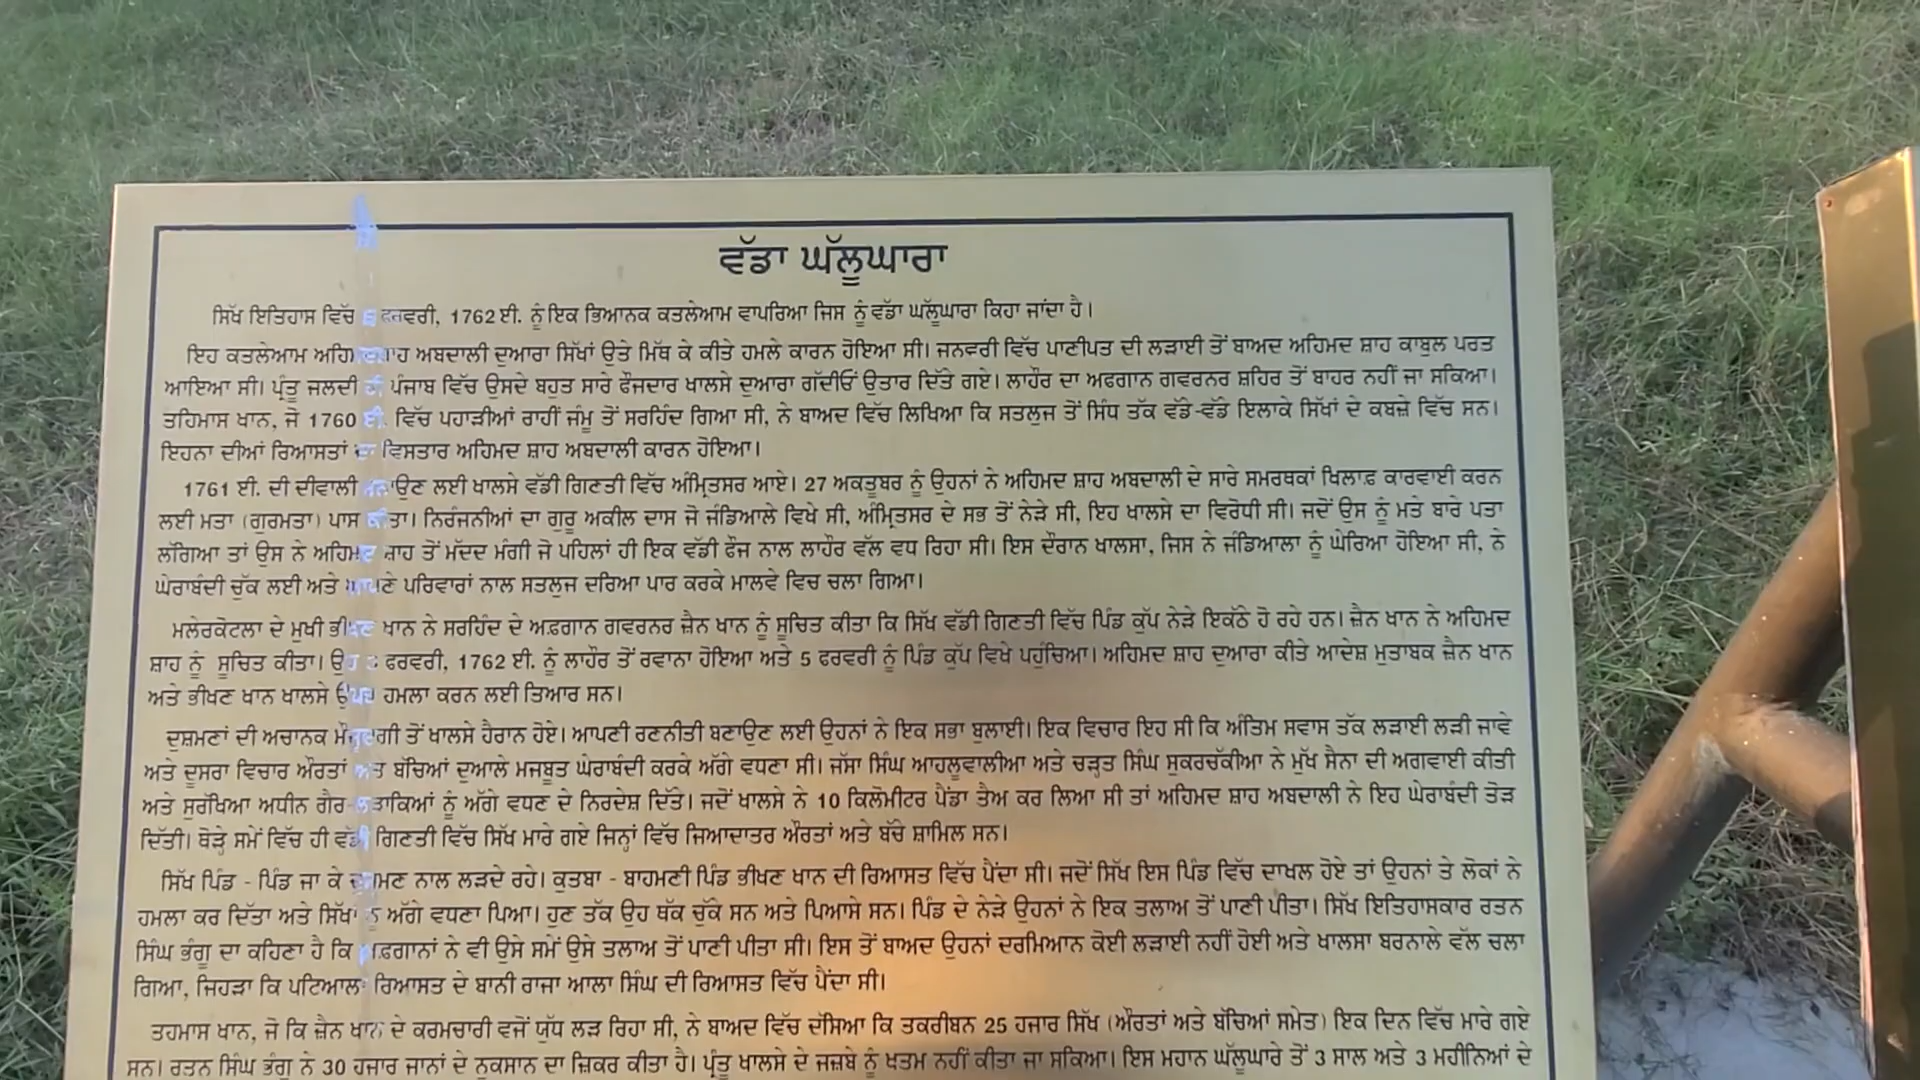 ਵੱਡਾ ਘੱਲੂਘਾਰਾ
ਸਿੱਖ ਇਤਿਹਾਸ ਵਿੱਚ ਫਰਵਰੀ, 1762 ਈ. ਨੂੰ ਇਕ ਭਿਆਨਕ ਕਤਲੇਆਮ ਵਾਪਰਿਆ ਜਿਸ ਨੂੰ ਵੱਡਾ ਘੱਲੂਘਾਰਾ ਕਿਹਾ ਜਾਂਦਾ ਹੈ।
ਇਹ ਕਤਲੇਆਮ ਅਹਿਮਦ ਸ਼ਾਹ ਅਬਦਾਲੀ ਦੁਆਰਾ ਸਿੱਖਾਂ ਉਤੇ ਮਿੱਥ ਕੇ ਕੀਤੇ ਹਮਲੇ ਕਾਰਨ ਹੋਇਆ ਸੀ। ਜਨਵਰੀ ਵਿੱਚ ਪਾਣੀਪਤ ਦੀ ਲੜਾਈ ਤੋਂ ਬਾਅਦ ਅਹਿਮਦ ਸ਼ਾਹ ਕਾਬੁਲ ਪਰਤ
ਆਇਆ ਸੀ। ਪ੍ਰੰਤੂ ਜਲਦੀ ਹੀ ਪੰਜਾਬ ਵਿੱਚ ਉਸਦੇ ਬਹੁਤ ਸਾਰੇ ਫੌਜਦਾਰ ਖਾਲਸੇ ਦੁਆਰਾ ਗੱਦੀਓਂ ਉਤਾਰ ਦਿੱਤੇ ਗਏ। ਲਾਹੌਰ ਦਾ ਅਫਗਾਨ ਗਵਰਨਰ ਸ਼ਹਿਰ ਤੋਂ ਬਾਹਰ ਨਹੀਂ ਜਾ ਸਕਿਆ।
ਤਹਿਮਾਸ ਖਾਨ, ਜੋ 1760 ਈ. ਵਿੱਚ ਪਹਾੜੀਆਂ ਰਾਹੀਂ ਜੰਮੂ ਤੋਂ ਸਰਹਿੰਦ ਗਿਆ ਸੀ, ਨੇ ਬਾਅਦ ਵਿੱਚ ਲਿਖਿਆ ਕਿ ਸਤਲੁਜ ਤੋਂ ਸਿੰਧ ਤੱਕ ਵੱਡੇ-ਵੱਡੇ ਇਲਾਕੇ ਸਿੱਖਾਂ ਦੇ ਕਬਜ਼ੇ ਵਿੱਚ ਸਨ।
ਇਹਨਾ ਦੀਆਂ ਰਿਆਸਤਾਂ ਦਾ ਵਿਸਤਾਰ ਅਹਿਮਦ ਸ਼ਾਹ ਅਬਦਾਲੀ ਕਾਰਨ ਹੋਇਆ।
1761 ਈ. ਦੀ ਦੀਵਾਲੀ ਮਨਾਉਣ ਲਈ ਖਾਲਸੇ ਵੱਡੀ ਗਿਣਤੀ ਵਿੱਚ ਅੰਮ੍ਰਿਤਸਰ ਆਏ। 27 ਅਕਤੂਬਰ ਨੂੰ ਉਹਨਾਂ ਨੇ ਅਹਿਮਦ ਸ਼ਾਹ ਅਬਦਾਲੀ ਦੇ ਸਾਰੇ ਸਮਰਥਕਾਂ ਖਿਲਾਫ਼ ਕਾਰਵਾਈ ਕਰਨ
ਲਈ ਮਤਾ (ਗੁਰਮਤਾ) ਪਾਸ ਕੀਤਾ। ਨਿਰੰਜਨੀਆਂ ਦਾ ਗੁਰੂ ਅਕੀਲ ਦਾਸ ਜੋ ਜੰਡਿਆਲੇ ਵਿਖੇ ਸੀ, ਅੰਮ੍ਰਿਤਸਰ ਦੇ ਸਭ ਤੋਂ ਨੇੜੇ ਸੀ, ਇਹ ਖਾਲਸੇ ਦਾ ਵਿਰੋਧੀ ਸੀ। ਜਦੋਂ ਉਸ ਨੂੰ ਮਤੇ ਬਾਰੇ ਪਤਾ
ਲੱਗਿਆ ਤਾਂ ਉਸ ਨੇ ਅਹਿਮਦ ਸ਼ਾਹ ਤੋਂ ਮੱਦਦ ਮੰਗੀ ਜੋ ਪਹਿਲਾਂ ਹੀ ਇਕ ਵੱਡੀ ਫੌਜ ਨਾਲ ਲਾਹੌਰ ਵੱਲ ਵਧ ਰਿਹਾ ਸੀ। ਇਸ ਦੌਰਾਨ ਖਾਲਸਾ, ਜਿਸ ਨੇ ਜੰਡਿਆਲਾ ਨੂੰ ਘੇਰਿਆ ਹੋਇਆ ਸੀ, ਨੇ
ਘੇਰਾਬੰਦੀ ਚੁੱਕ ਲਈ ਅਤੇ ਆਪਣੇ ਪਰਿਵਾਰਾਂ ਨਾਲ ਸਤਲੁਜ ਦਰਿਆ ਪਾਰ ਕਰਕੇ ਮਾਲਵੇ ਵਿਚ ਚਲਾ ਗਿਆ।
ਮਲੇਰਕੋਟਲਾ ਦੇ ਮੁਖੀ ਭੀਖਣ ਖਾਨ ਨੇ ਸਰਹਿੰਦ ਦੇ ਅਫ਼ਗਾਨ ਗਵਰਨਰ ਜ਼ੈਨ ਖਾਨ ਨੂੰ ਸੂਚਿਤ ਕੀਤਾ ਕਿ ਸਿੱਖ ਵੱਡੀ ਗਿਣਤੀ ਵਿੱਚ ਪਿੰਡ ਕੁੱਪ ਨੇੜੇ ਇਕੱਠੇ ਹੋ ਰਹੇ ਹਨ। ਜ਼ੈਨ ਖਾਨ ਨੇ ਅਹਿਮਦ
ਸ਼ਾਹ ਨੂੰ ਸੂਚਿਤ ਕੀਤਾ। ਉਹ ਫਰਵਰੀ, 1762 ਈ. ਨੂੰ ਲਾਹੌਰ ਤੋਂ ਰਵਾਨਾ ਹੋਇਆ ਅਤੇ 5 ਫਰਵਰੀ ਨੂੰ ਪਿੰਡ ਕੁੱਪ ਵਿਖੇ ਪਹੁੰਚਿਆ। ਅਹਿਮਦ ਸ਼ਾਹ ਦੁਆਰਾ ਕੀਤੇ ਆਦੇਸ਼ ਮੁਤਾਬਕ ਜ਼ੈਨ ਖਾਨ
ਅਤੇ ਭੀਖਣ ਖਾਨ ਖਾਲਸੇ ਉੱਪਰ ਹਮਲਾ ਕਰਨ ਲਈ ਤਿਆਰ ਸਨ।
ਦੁਸ਼ਮਣਾਂ ਦੀ ਅਚਾਨਕ ਮੌਜੂਦਗੀ ਤੋਂ ਖਾਲਸੇ ਹੈਰਾਨ ਹੋਏ। ਆਪਣੀ ਰਣਨੀਤੀ ਬਣਾਉਣ ਲਈ ਉਹਨਾਂ ਨੇ ਇਕ ਸਭਾ ਬੁਲਾਈ। ਇਕ ਵਿਚਾਰ ਇਹ ਸੀ ਕਿ ਅੰਤਿਮ ਸਵਾਸ ਤੱਕ ਲੜਾਈ ਲੜੀ ਜਾਵੇ
ਅਤੇ ਦੂਸਰਾ ਵਿਚਾਰ ਔਰਤਾਂ ਅਤੇ ਬੱਚਿਆਂ ਦੁਆਲੇ ਮਜਬੂਤ ਘੇਰਾਬੰਦੀ ਕਰਕੇ ਅੱਗੇ ਵਧਣਾ ਸੀ। ਜੱਸਾ ਸਿੰਘ ਆਹਲੂਵਾਲੀਆ ਅਤੇ ਚੜ੍ਹਤ ਸਿੰਘ ਸੁਕਰਚੱਕੀਆ ਨੇ ਮੁੱਖ ਸੈਨਾ ਦੀ ਅਗਵਾਈ ਕੀਤੀ
ਅਤੇ ਸੁਰੱਖਿਆ ਅਧੀਨ ਗੈਰ-ਲੜਾਕਿਆਂ ਨੂੰ ਅੱਗੇ ਵਧਣ ਦੇ ਨਿਰਦੇਸ਼ ਦਿੱਤੇ। ਜਦੋਂ ਖਾਲਸੇ ਨੇ 10 ਕਿਲੋਮੀਟਰ ਪੈਂਡਾ ਤੈਅ ਕਰ ਲਿਆ ਸੀ ਤਾਂ ਅਹਿਮਦ ਸ਼ਾਹ ਅਬਦਾਲੀ ਨੇ ਇਹ ਘੇਰਾਬੰਦੀ ਤੋੜ
ਦਿੱਤੀ। ਥੋੜੇ ਸਮੇਂ ਵਿੱਚ ਹੀ ਵੱਡੀ ਗਿਣਤੀ ਵਿੱਚ ਸਿੱਖ ਮਾਰੇ ਗਏ ਜਿਨ੍ਹਾਂ ਵਿੱਚ ਜਿਆਦਾਤਰ ਔਰਤਾਂ ਅਤੇ ਬੱਚੇ ਸ਼ਾਮਿਲ ਸਨ।
ਸਿੱਖ ਪਿੰਡ - ਪਿੰਡ ਜਾ ਕੇ ਦੁਸ਼ਮਣ ਨਾਲ ਲੜਦੇ ਰਹੇ। ਕੁਤਬਾ - ਬਾਹਮਣੀ ਪਿੰਡ ਭੀਖਣ ਖਾਨ ਦੀ ਰਿਆਸਤ ਵਿੱਚ ਪੈਂਦਾ ਸੀ। ਜਦੋਂ ਸਿੱਖ ਇਸ ਪਿੰਡ ਵਿੱਚ ਦਾਖਲ ਹੋਏ ਤਾਂ ਉਹਨਾਂ ਤੇ ਲੋਕਾਂ ਨੇ
ਹਮਲਾ ਕਰ ਦਿੱਤਾ ਅਤੇ ਸਿੱਖਾਂ ਨੂੰ ਅੱਗੇ ਵਧਣਾ ਪਿਆ। ਹੁਣ ਤੱਕ ਉਹ ਥੱਕ ਚੁੱਕੇ ਸਨ ਅਤੇ ਪਿਆਸੇ ਸਨ। ਪਿੰਡ ਦੇ ਨੇੜੇ ਉਹਨਾਂ ਨੇ ਇਕ ਤਲਾਅ ਤੋਂ ਪਾਣੀ ਪੀਤਾ। ਸਿੱਖ ਇਤਿਹਾਸਕਾਰ ਰਤਨ
ਸਿੰਘ ਭੰਗੂ ਦਾ ਕਹਿਣਾ ਹੈ ਕਿ ਅਫ਼ਗਾਨਾਂ ਨੇ ਵੀ ਉਸੇ ਸਮੇਂ ਉਸੇ ਤਲਾਅ ਤੋਂ ਪਾਣੀ ਪੀਤਾ ਸੀ। ਇਸ ਤੋਂ ਬਾਅਦ ਉਹਨਾਂ ਦਰਮਿਆਨ ਕੋਈ ਲੜਾਈ ਨਹੀਂ ਹੋਈ ਅਤੇ ਖਾਲਸਾ ਬਰਨਾਲੇ ਵੱਲ ਚਲਾ
ਗਿਆ, ਜਿਹੜਾ ਕਿ ਪਟਿਆਲਾ ਰਿਆਸਤ ਦੇ ਬਾਨੀ ਰਾਜਾ ਆਲਾ ਸਿੰਘ ਦੀ ਰਿਆਸਤ ਵਿੱਚ ਪੈਂਦਾ ਸੀ।
ਤਹਮਾਸ ਖਾਨ, ਜੋ ਕਿ ਜ਼ੈਨ ਖਾਨ ਦੇ ਕਰਮਚਾਰੀ ਵਜੋਂ ਯੁੱਧ ਲੜ ਰਿਹਾ ਸੀ, ਨੇ ਬਾਅਦ ਵਿੱਚ ਦੱਸਿਆ ਕਿ ਤਕਰੀਬਨ 25 ਹਜਾਰ ਸਿੱਖ (ਔਰਤਾਂ ਅਤੇ ਬੱਚਿਆਂ ਸਮੇਤ) ਇਕ ਦਿਨ ਵਿੱਚ ਮਾਰੇ ਗਏ
ਸਨ। ਰਤਨ ਸਿੰਘ ਭੰਗੂ ਨੇ 30 ਹਜਾਰ ਜਾਨਾਂ ਦੇ ਨੁਕਸਾਨ ਦਾ ਜ਼ਿਕਰ ਕੀਤਾ ਹੈ। ਪ੍ਰੰਤੂ ਖਾਲਸੇ ਦੇ ਜਜ਼ਬੇ ਨੂੰ ਖਤਮ ਨਹੀਂ ਕੀਤਾ ਜਾ ਸਕਿਆ। ਇਸ ਮਹਾਨ ਘੱਲੂਘਾਰੇ ਤੋਂ 3 ਸਾਲ ਅਤੇ 3 ਮਹੀਨਿਆਂ ਦੇ